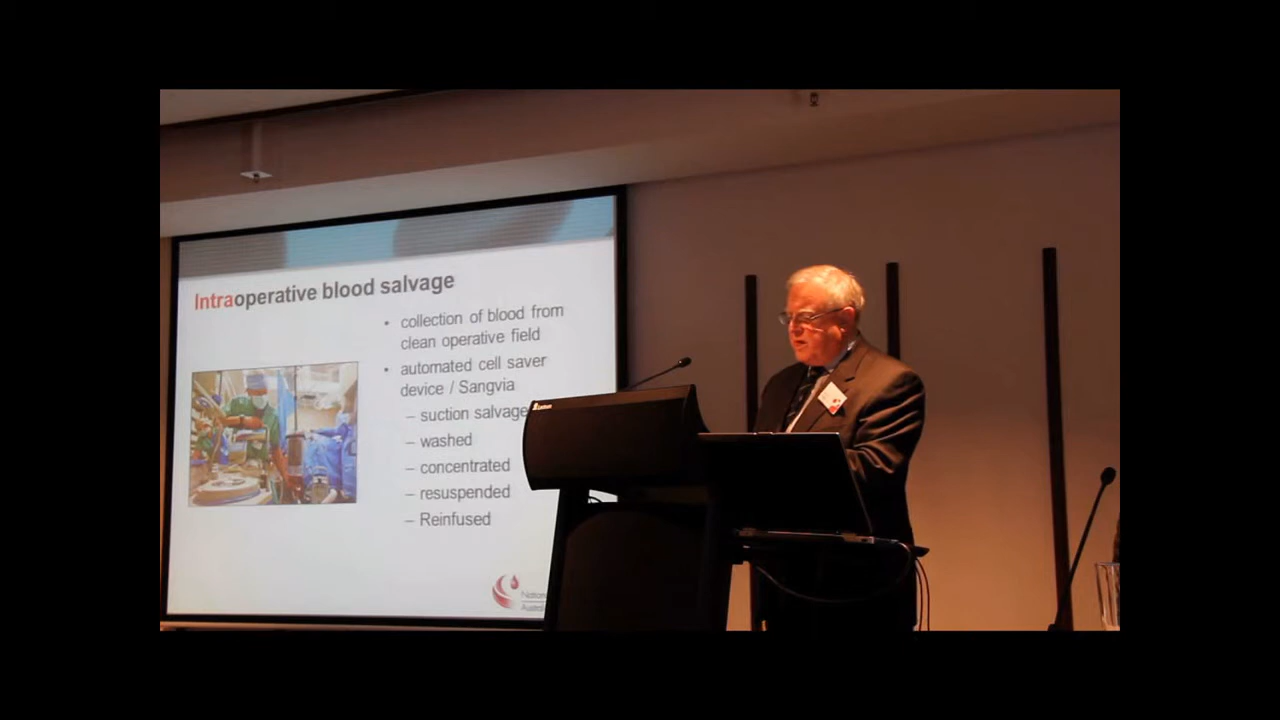 Intraoperative blood salvage
• collection of blood from
clean operative field
• automated cell saver
device / Sangvia
– suction salvage
– washed
– concentrated
– resuspended
– Reinfused